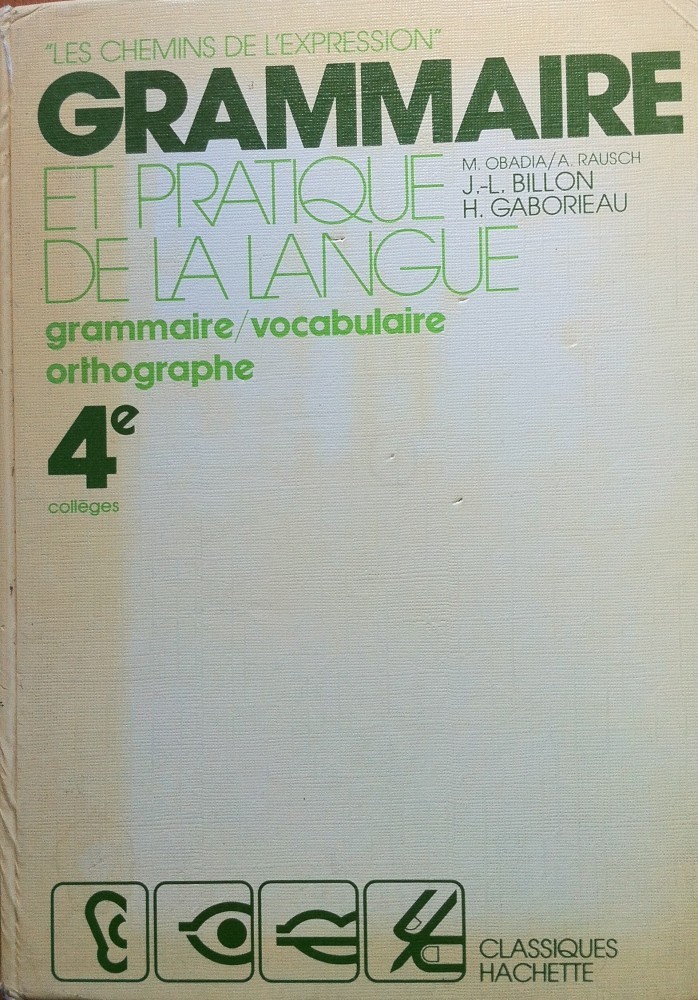 "LES CHEMINS DE L'EXPRESSION"
GRAMMAIRE
ET PRATIQUE
DE LA LANGUE
M. OBADIA/A. RAUSCH
J.-L. BILLON
H. GABORIEAU
grammaire/vocabulaire
orthographe
4e
collèges
CLASSIQUES
HACHETTE